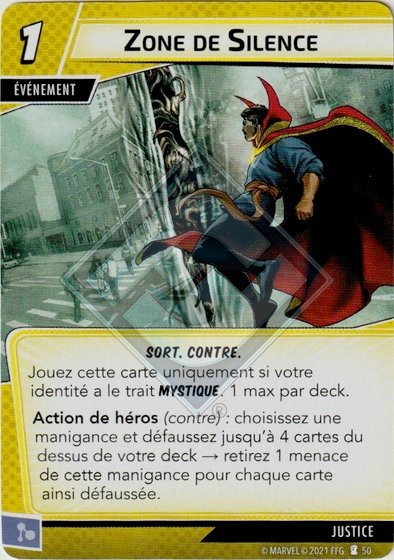 1
ZONE DE SILENCE
ÉVÉNEMENT
SORT. CONTRE.
Jouez cette carte uniquement si votre
identité a le trait MYSTIQUE. 1 max par deck.
Action de héros (contre) : choisissez une
manigance et défaussez jusqu'à 4 cartes du
dessus de votre deck → retirez 1 menace
de cette manigance pour chaque carte
ainsi défaussée.
JUSTICE
© MARVEL © 2021 FFG 50